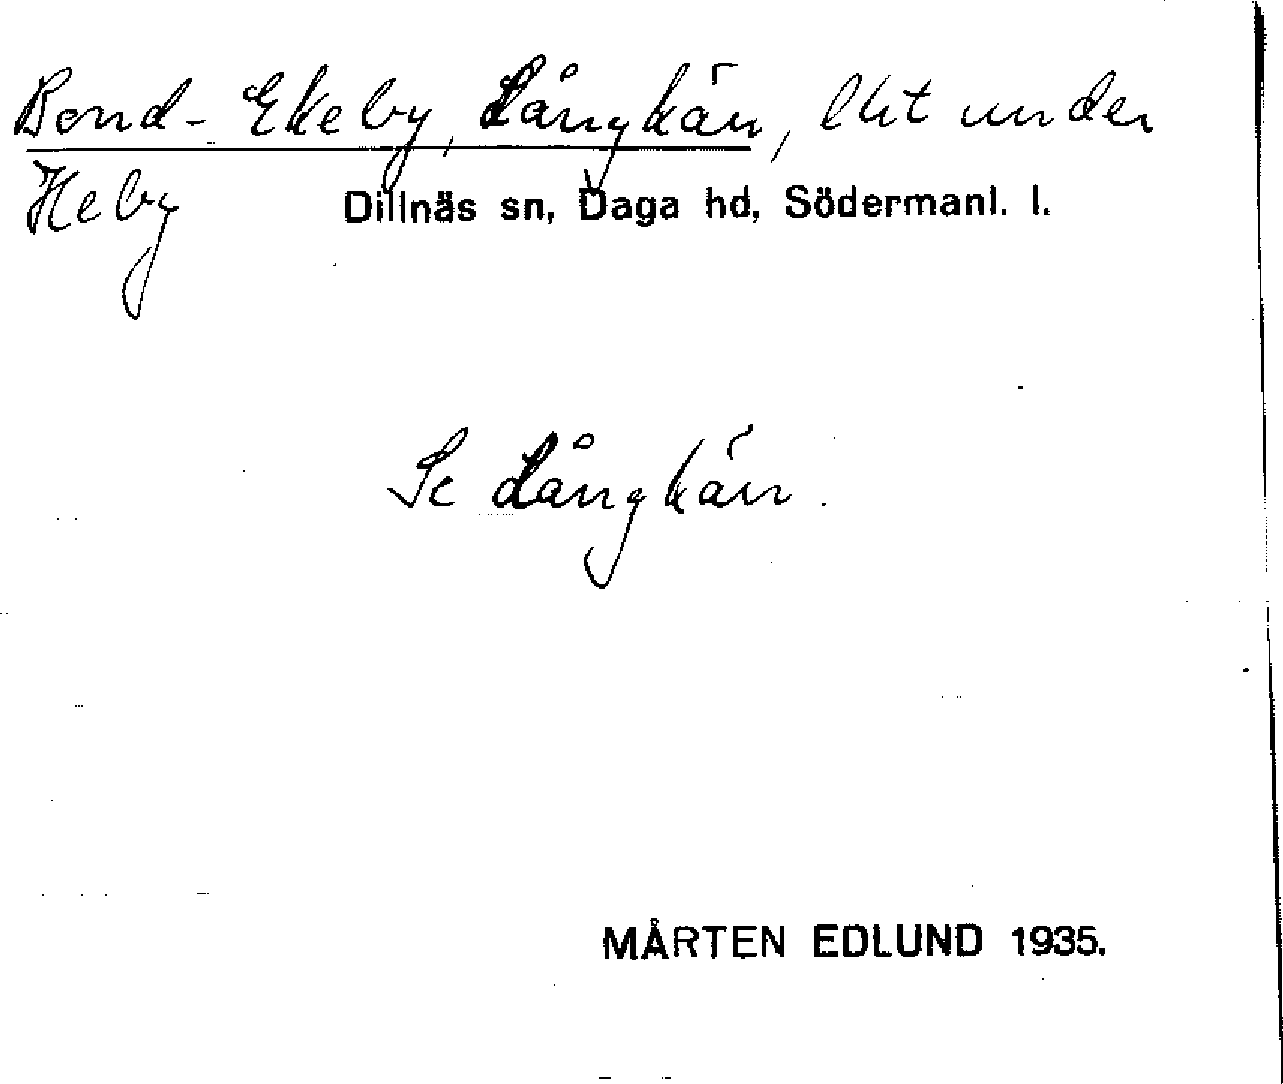 Bond-Ekeby, Långkärr, lht under
Heby
Dillnäs sn, Daga hd, Södermanl. l.
Se Långkärr.
MÅRTEN EDLUND 1935.